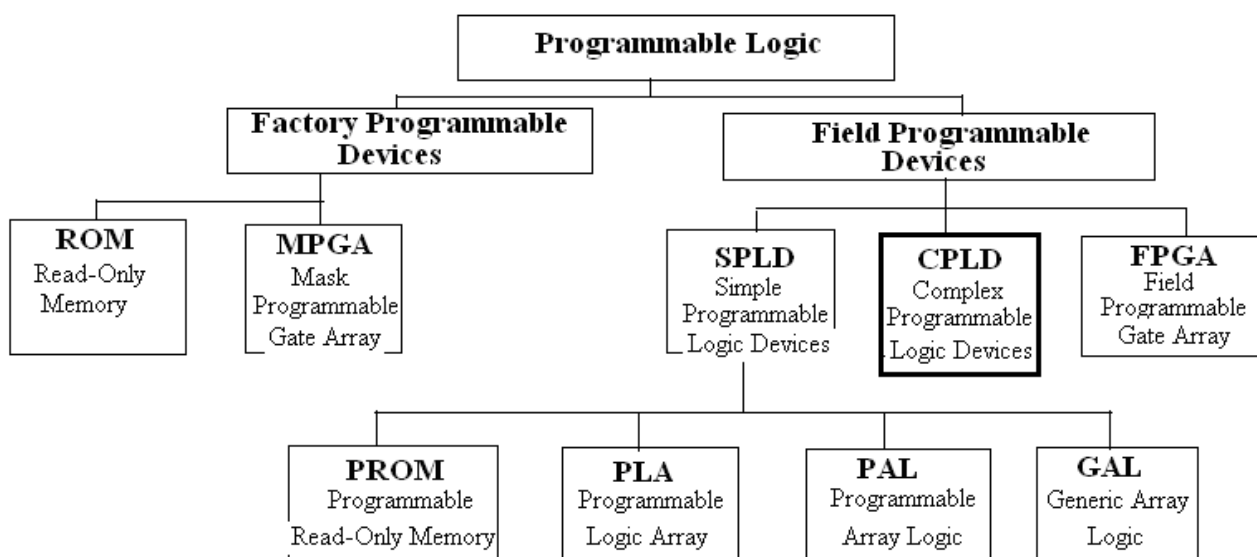 Programmable Logic
Factory Programmable
Devices
Field Programmable
Devices
ROM
Read-Only
Memory
MPGA
Mask
Programmable
Gate Array
SPLD
Simple
Programmable
Logic Devices
CPLD
Complex
Programmable
Logic Devices
FPGA
Field
Programmable
Gate Array
PROM
Programmable
Read-Only Memory
PLA
Programmable
Logic Array
PAL
Programmable
Array Logic
GAL
Generic Array
Logic